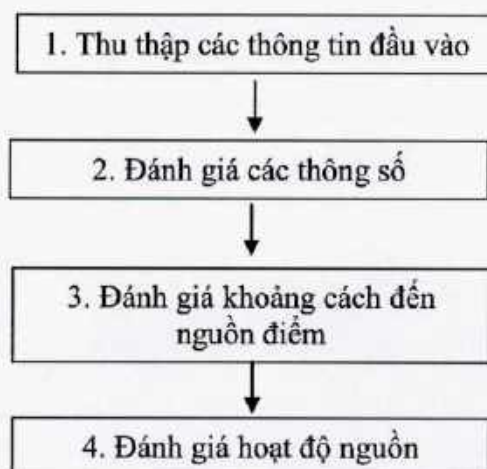 1. Thu thập các thông tin đầu vào
2. Đánh giá các thông số
3. Đánh giá khoảng cách đến
nguồn điểm
4. Đánh giá hoạt độ nguồn